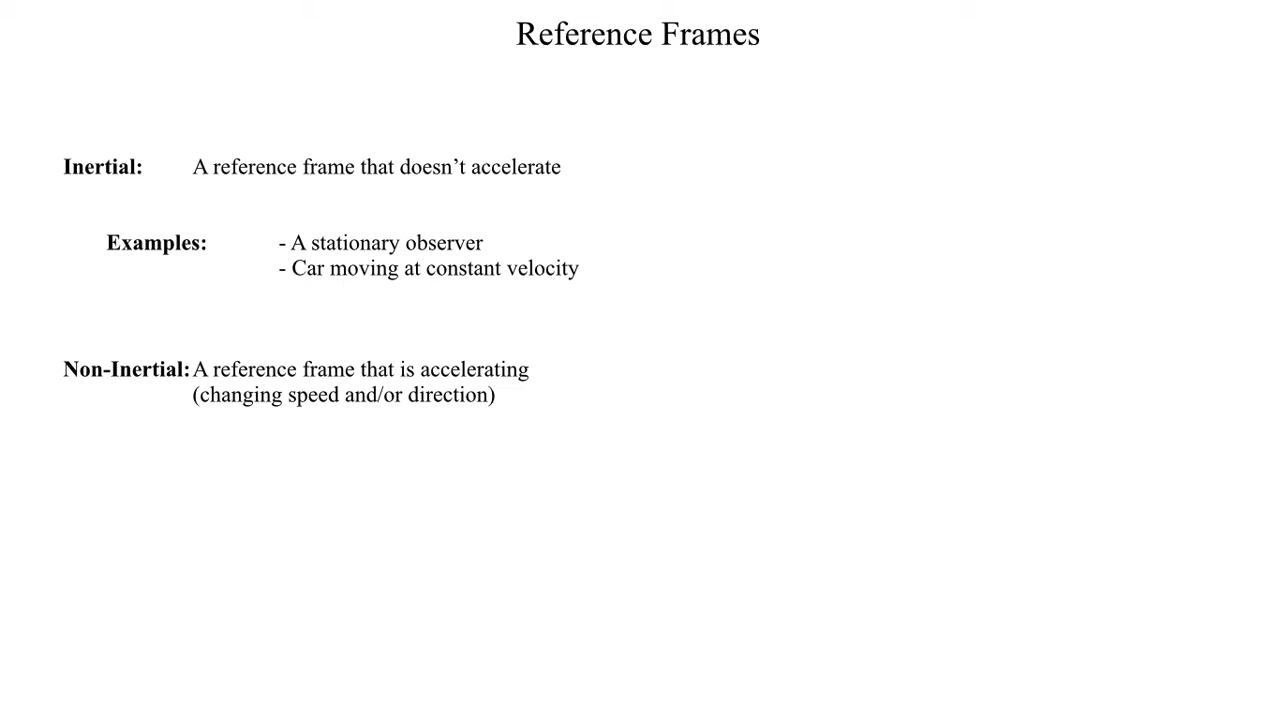 Reference Frames
Inertial: A reference frame that doesn’t accelerate
Examples: - A stationary observer
- Car moving at constant velocity
Non-Inertial: A reference frame that is accelerating
(changing speed and/or direction)